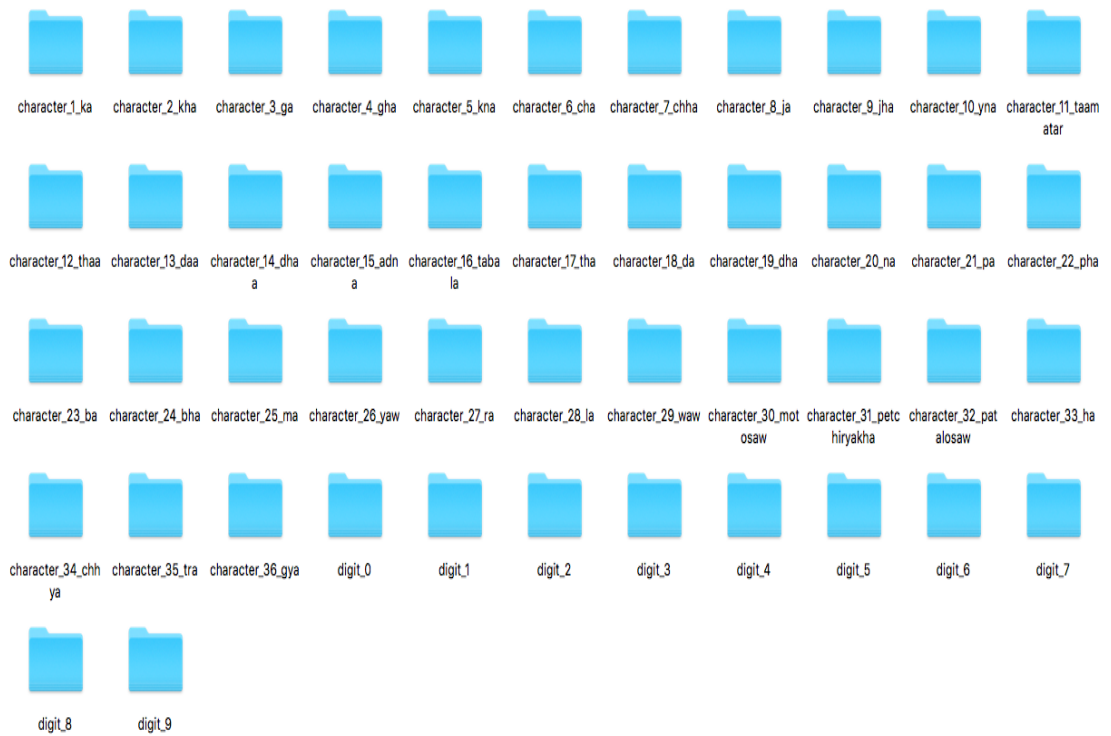 character_1_ka character_2_kha character_3_ga character_4_gha character_5_kna character_6_cha character_7_chha character_8_ja character_9_jha character_10_yna character_11_taam
atar
character_12_thaa character_13_daa character_14_dha character_15_adn character_16_taba character_17_tha character_18_da character_19_dha character_20_na character_21_pa character_22_pha
a a la
character_23_ba character_24_bha character_25_ma character_26_yaw character_27_ra character_28_la character_29_waw character_30_mot character_31_petc character_32_pat character_33_ha
osaw hiryakha alosaw
character_34_chh character_35_tra character_36_gya digit_0 digit_1 digit_2 digit_3 digit_4 digit_5 digit_6 digit_7
ya
digit_8 digit_9